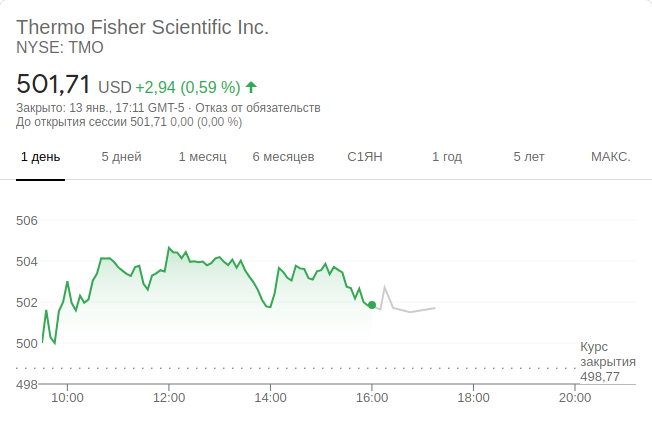 Thermo Fisher Scientific Inc.
NYSE: TMO
501,71 USD +2,94 (0,59 %)
Закрыто: 13 янв., 17:11 GMT-5 · Отказ от обязательств
До открытия сессии 501,71 0,00 (0,00 %)
1 день 5 дней 1 месяц 6 месяцев С1ЯН 1 год 5 лет МАКС.
506
504
502
500
498
Курс
закрытия
498,77
10:00 12:00 14:00 16:00 18:00 20:00